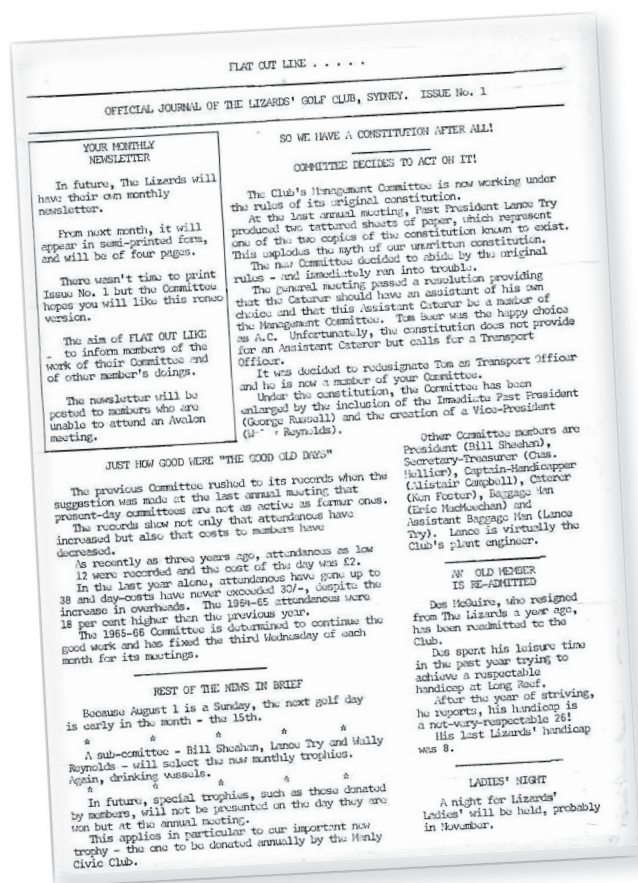 FLAT OUT LIKE . . . . .
OFFICIAL JOURNAL OF THE LIZARDS' GOLF CLUB, SYDNEY. ISSUE No. 1
YOUR MONTHLY
NEWSLETTER
In future, The Lizards will
have their own monthly
newsletter.
From next month, it will
appear in semi-printed form,
and will be of four pages.
There wasn't time to print
Issue No. 1 but the Committee
hopes you will like this roneo
version.
The aim of FLAT OUT LIKE
_ to inform members of the
work of their Committee and
of other member's doings.
The newsletter will be
posted to members who are
unable to attend an Avalon
meeting.
SO WE HAVE A CONSTITUTION AFTER ALL!
COMMITTEE DECIDES TO ACT ON IT!
The Club's Management Committee is now working under
the rules of its original constitution.
At the last annual meeting, Past President Lance Try
produced two tattered sheets of paper, which represent
one of the two copies of the constitution known to exist.
This explodes the myth of our unwritten constitution.
The new Committee decided to abide by the original
rules - and immediately ran into trouble.
The general meeting passed a resolution providing
that the Caterer should have an assistant of his own
choice and that this Assistant Caterer be a member of
the Management Committee. Tom Beer was the happy choice
as A.C. Unfortunately, the constitution does not provide
for an Assistant Caterer but calls for a Transport
Officer.
It was decided to redesignate Tom as Transport Officer
and he is now a member of your Committee.
Under the constitution, the Committee has been
enlarged by the inclusion of the Immediate Past President
(George Russell) and the creation of a Vice-President
Reynolds).
Other Committee members are
President (Bill Sheehan),
Secretary-Treasurer (Chas.
Hellier), Captain-Handicapper
(Alistair Campbell), Caterer
(Ken Foster), Baggage Man
(Eric MacMeechan) and
Assistant Baggage Man (Lance
Try). Lance is virtually the
Club's plant engineer.
JUST HOW GOOD WERE "THE GOOD OLD DAYS"
The previous Committee rushed to its records when the
suggestion was made at the last annual meeting that
present-day committees are not as active as former ones.
The records show not only that attendances have
increased but also that costs to members have
decreased.
As recently as three years ago, attendances as low
12 were recorded and the cost of the day was £2.
In the last year alone, attendances have gone up to
38 and day-costs have never exceeded 30/-, despite the
increase in overheads. The 1964-65 attendances were
18 per cent higher than the previous year.
The 1965-66 Committee is determined to continue the
good work and has fixed the third Wednesday of each
month for its meetings.
AN OLD MEMBER
IS RE-ADMITTED
Des McGuire, who resigned
from The Lizards a year ago,
has been readmitted to the
Club.
Des spent his leisure time
in the past year trying to
achieve a respectable
handicap at Long Reef.
After the year of striving,
he reports, his handicap is
a not-very-respectable 26!
His last Lizards' handicap
was 8.
REST OF THE NEWS IN BRIEF
Because August 1 is a Sunday, the next golf day
is early in the month - the 15th.
* * * * *
A sub-comittee - Bill Sheahan, Lance Try and Wally
Reynolds - will select the new monthly trophies.
Again, drinking vessels.
* * * * *
In future, special trophies, such as those donated
by members, will not be presented on the day they are
won but at the annual meeting.
This applies in particular to our important new
trophy - the one to be donated annually by the Manly
Civic Club.
LADIES' NIGHT
A night for Lizards'
Ladies' will be held, probably
in November.